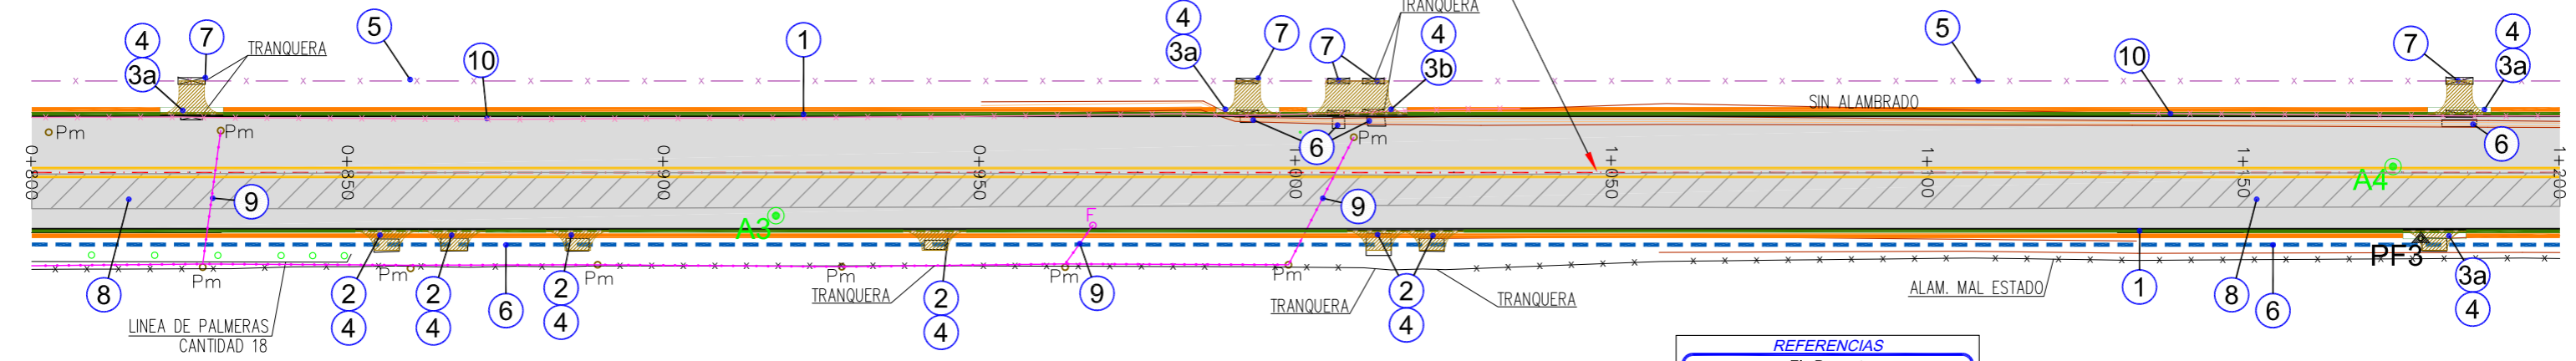 TRANQUERA
4
7
5
10
1
4
7
7
4
5
10
7
4
3a
TRANQUERA
3a
3b
3a
SIN ALAMBRADO
Pm
Pm
6
Pm
6
0+800
0+850
0+900
0+950
1+000
1+050
1+100
1+150
1+200
9
A3
F
9
A4
PF3
Pm
Pm
Pm
Pm
Pm
Pm
8
2
2
6
2
TRANQUERA
2
9
TRANQUERA
2
TRANQUERA
ALAM. MAL ESTADO
1
8
6
3a
LINEA DE PALMERAS
CANTIDAD 18
4
4
4
4
4
4
REFERENCIAS